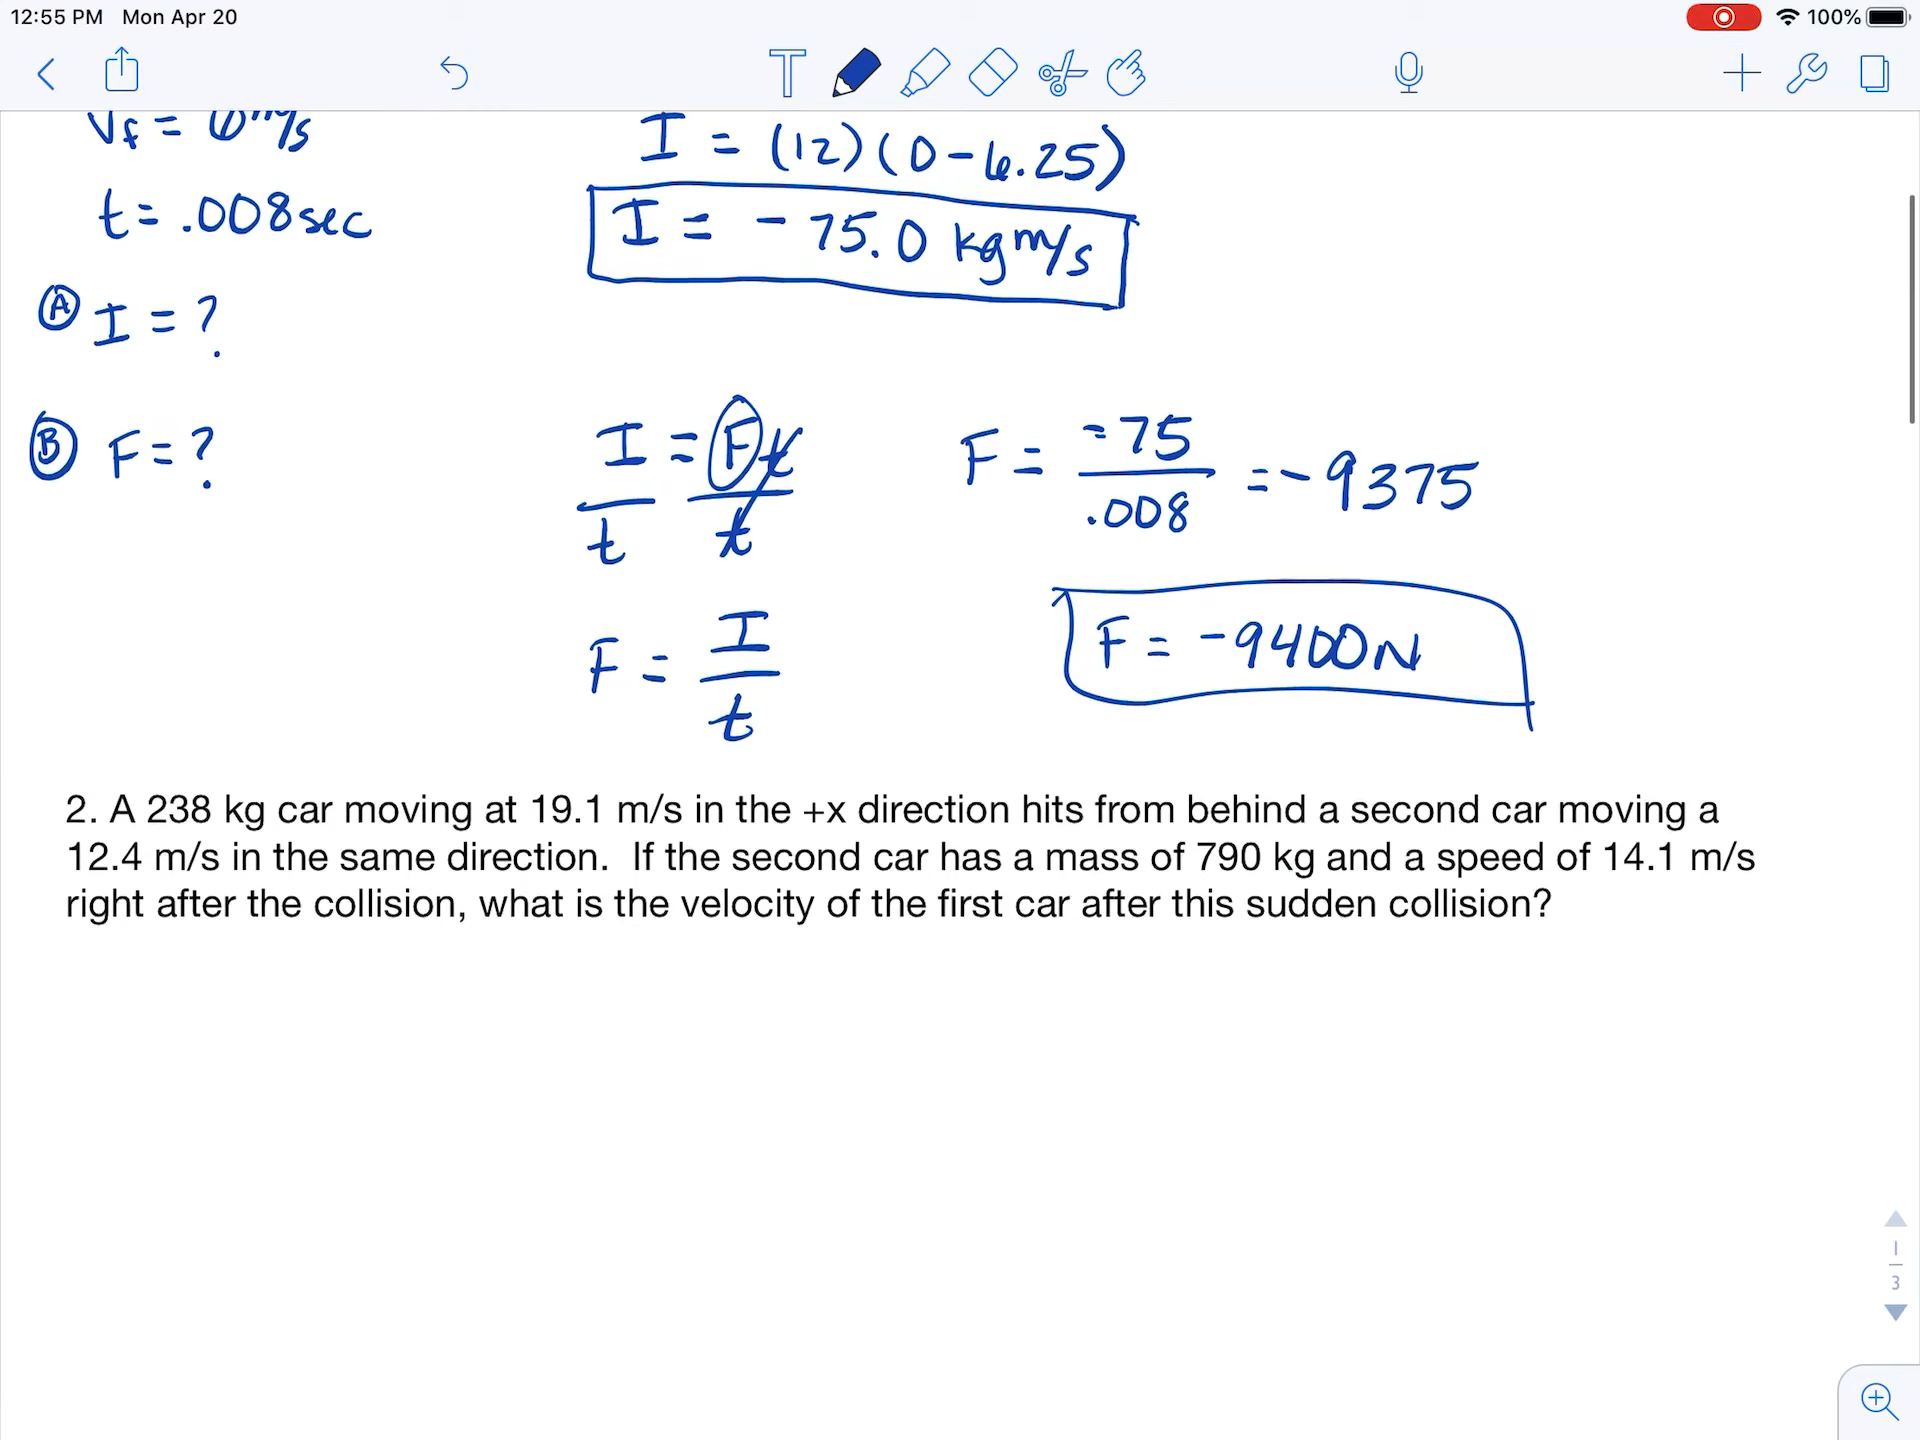 12:55 PM Mon Apr 20
100%
T
Vf = 0 m/s
t = .008 sec
Ⓐ I = ?
Ⓑ F = ?
I = (12)(0-6.25)
I = -75.0 kg m/s
I/t = Ft/t
F = I/t
F = -75/.008 = -9375
F = -9400N
2. A 238 kg car moving at 19.1 m/s in the +x direction hits from behind a second car moving a
12.4 m/s in the same direction. If the second car has a mass of 790 kg and a speed of 14.1 m/s
right after the collision, what is the velocity of the first car after this sudden collision?
1
3